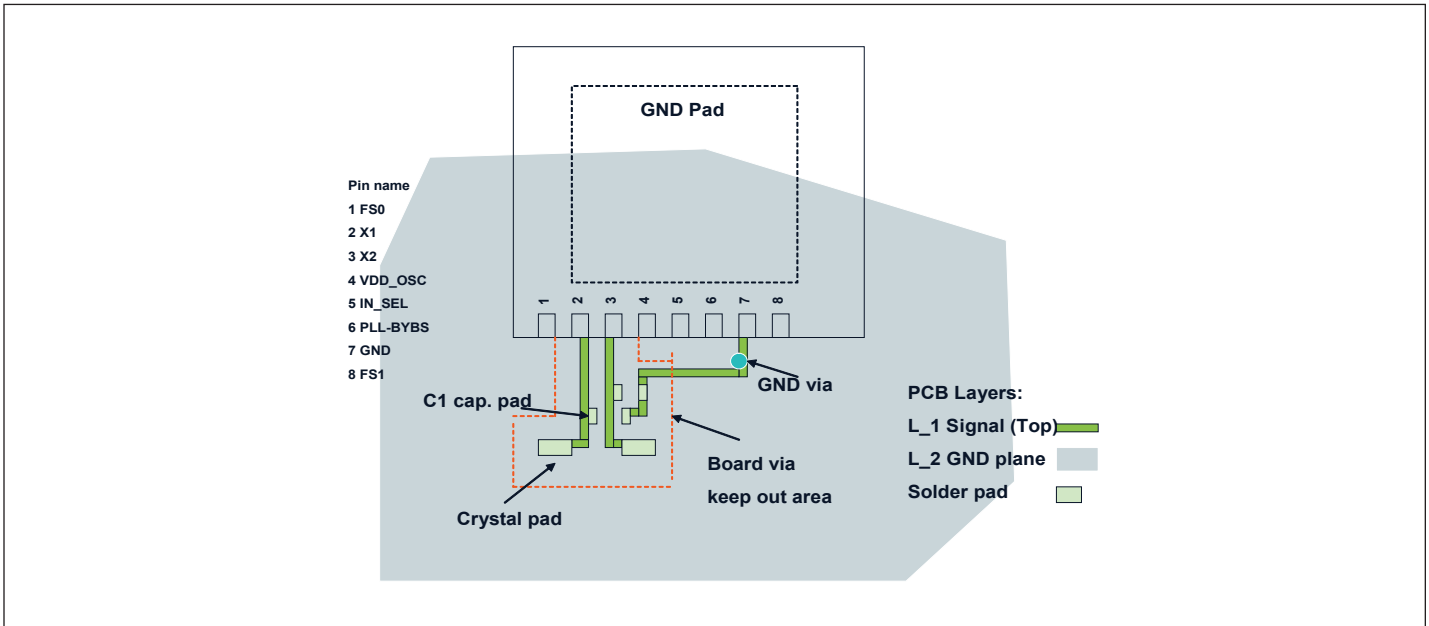 GND Pad
Pin name
1 FS0
2 X1
3 X2
4 VDD_OSC
5 IN_SEL
6 PLL-BYBS
7 GND
8 FS1
1 2 3 4 5 6 7 8
GND via
C1 cap. pad
Board via
keep out area
Crystal pad
PCB Layers:
L_1 Signal (Top)
L_2 GND plane
Solder pad